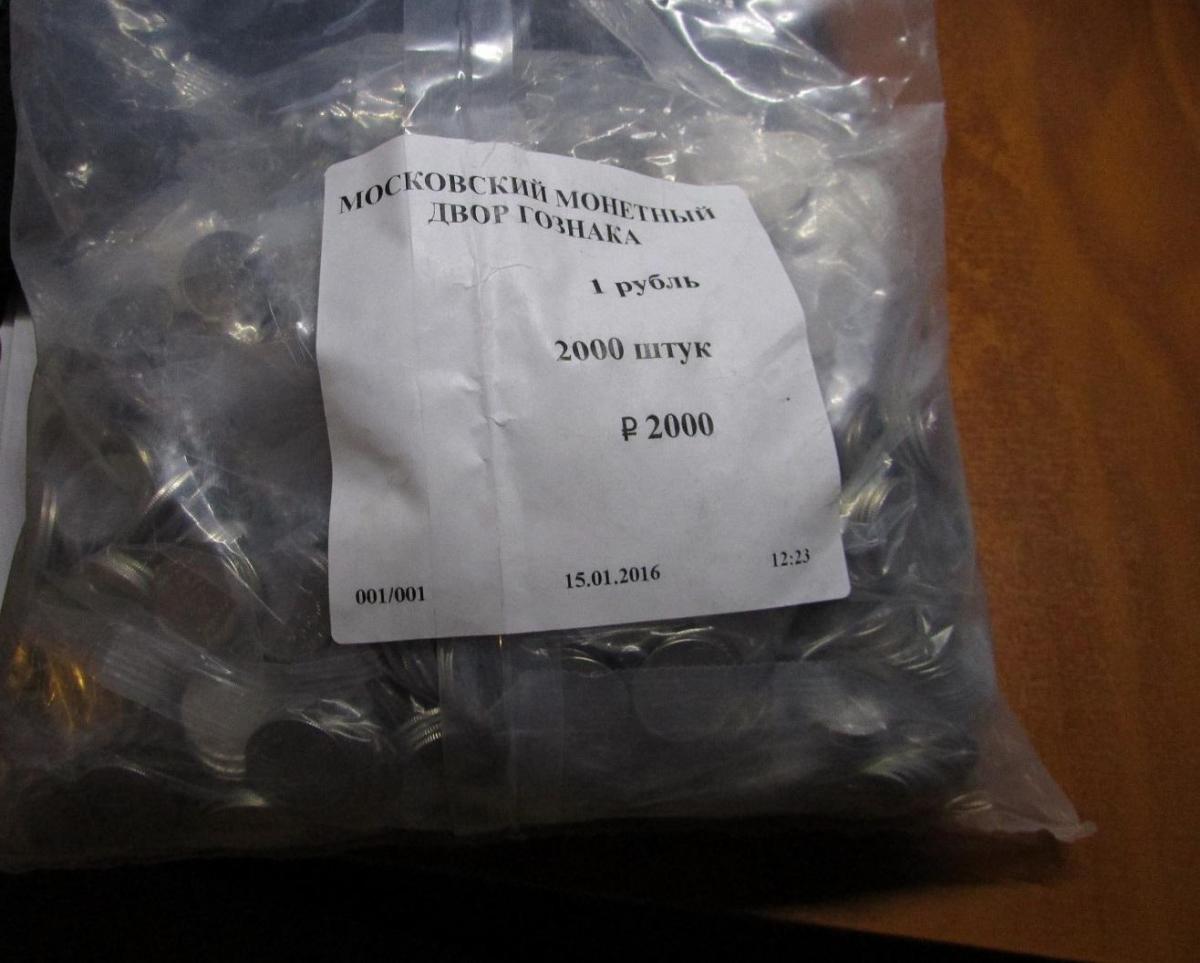 МОСКОВСКИЙ МОНЕТНЫЙ
ДВОР ГОЗНАКА
1 рубль
2000 штук
₽ 2000
001/001 15.01.2016 12:23